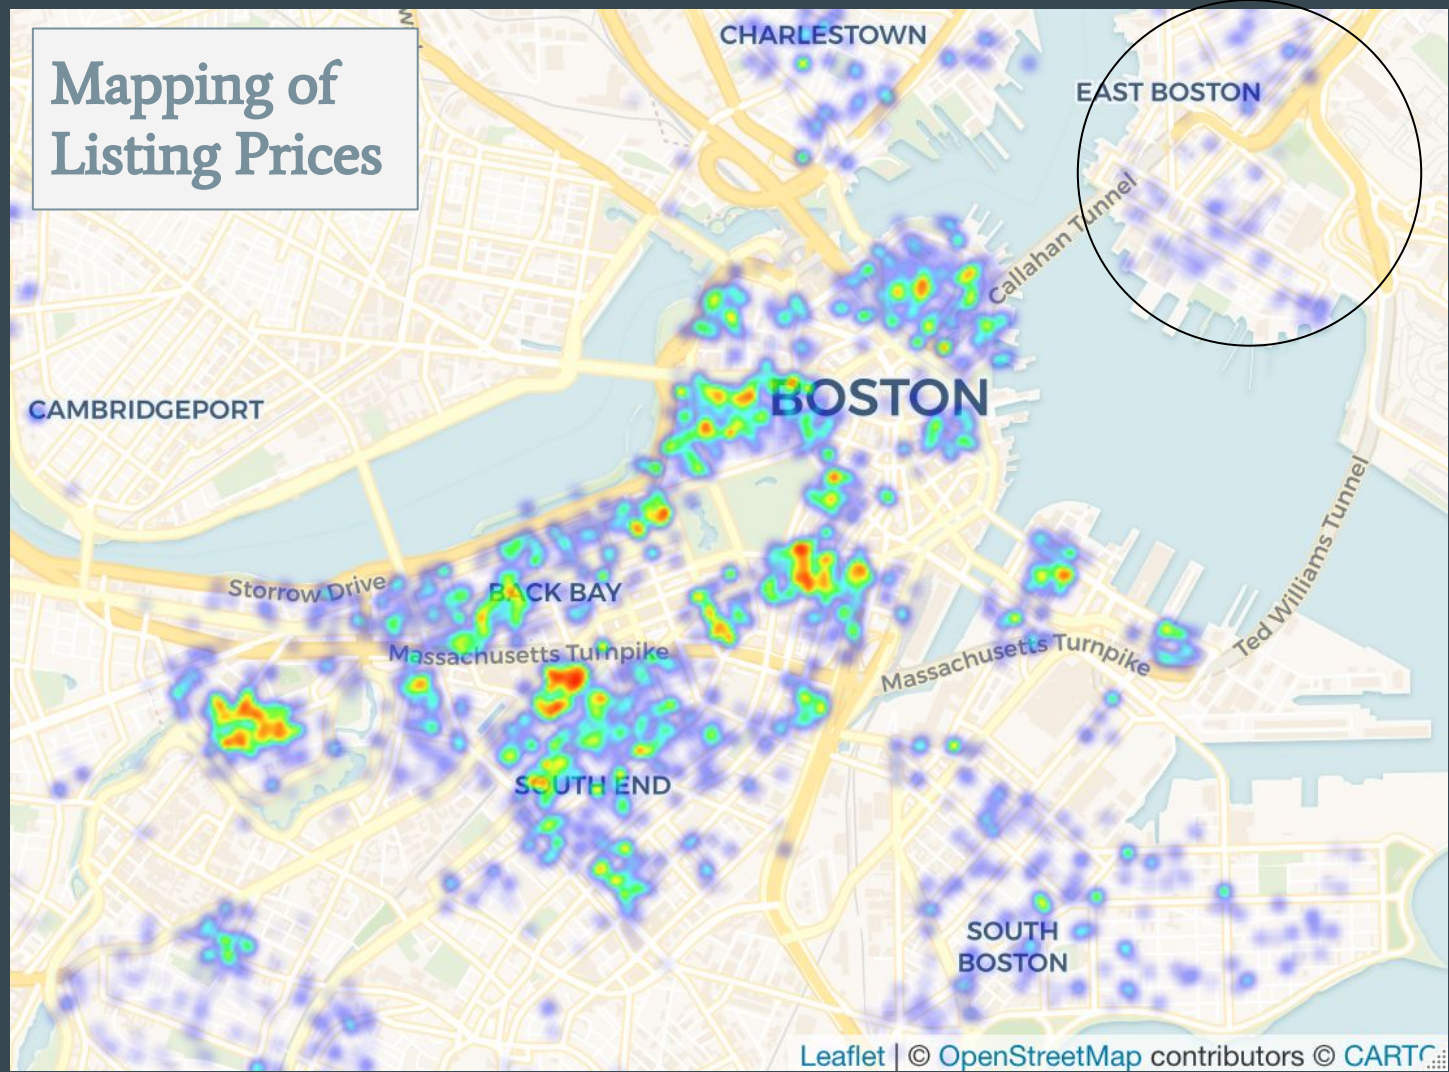 Mapping of
Listing Prices
CHARLESTOWN
EAST BOSTON
Callahan Tunnel
BOSTON
CAMBRIDGEPORT
Storrow Drive
BACK BAY
Massachusetts Turnpike
Massachusetts Turnpike
Ted Williams Tunnel
SOUTH END
SOUTH
BOSTON
Leaflet | © OpenStreetMap contributors © CARTO